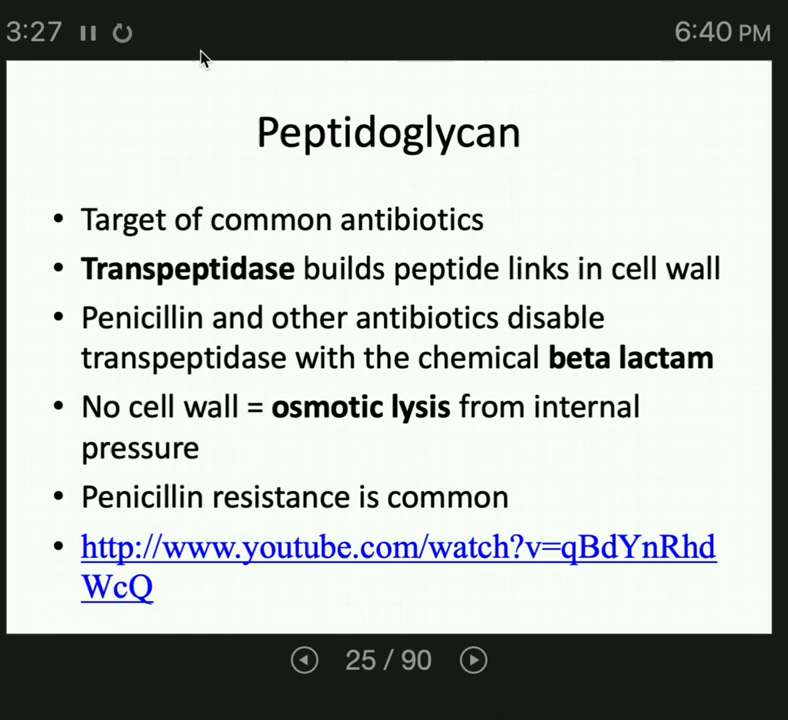 3:27
6:40 PM
Peptidoglycan
• Target of common antibiotics
• Transpeptidase builds peptide links in cell wall
• Penicillin and other antibiotics disable
transpeptidase with the chemical beta lactam
• No cell wall = osmotic lysis from internal
pressure
• Penicillin resistance is common
• http://www.youtube.com/watch?v=qBdYnRhd
WcQ
25 / 90